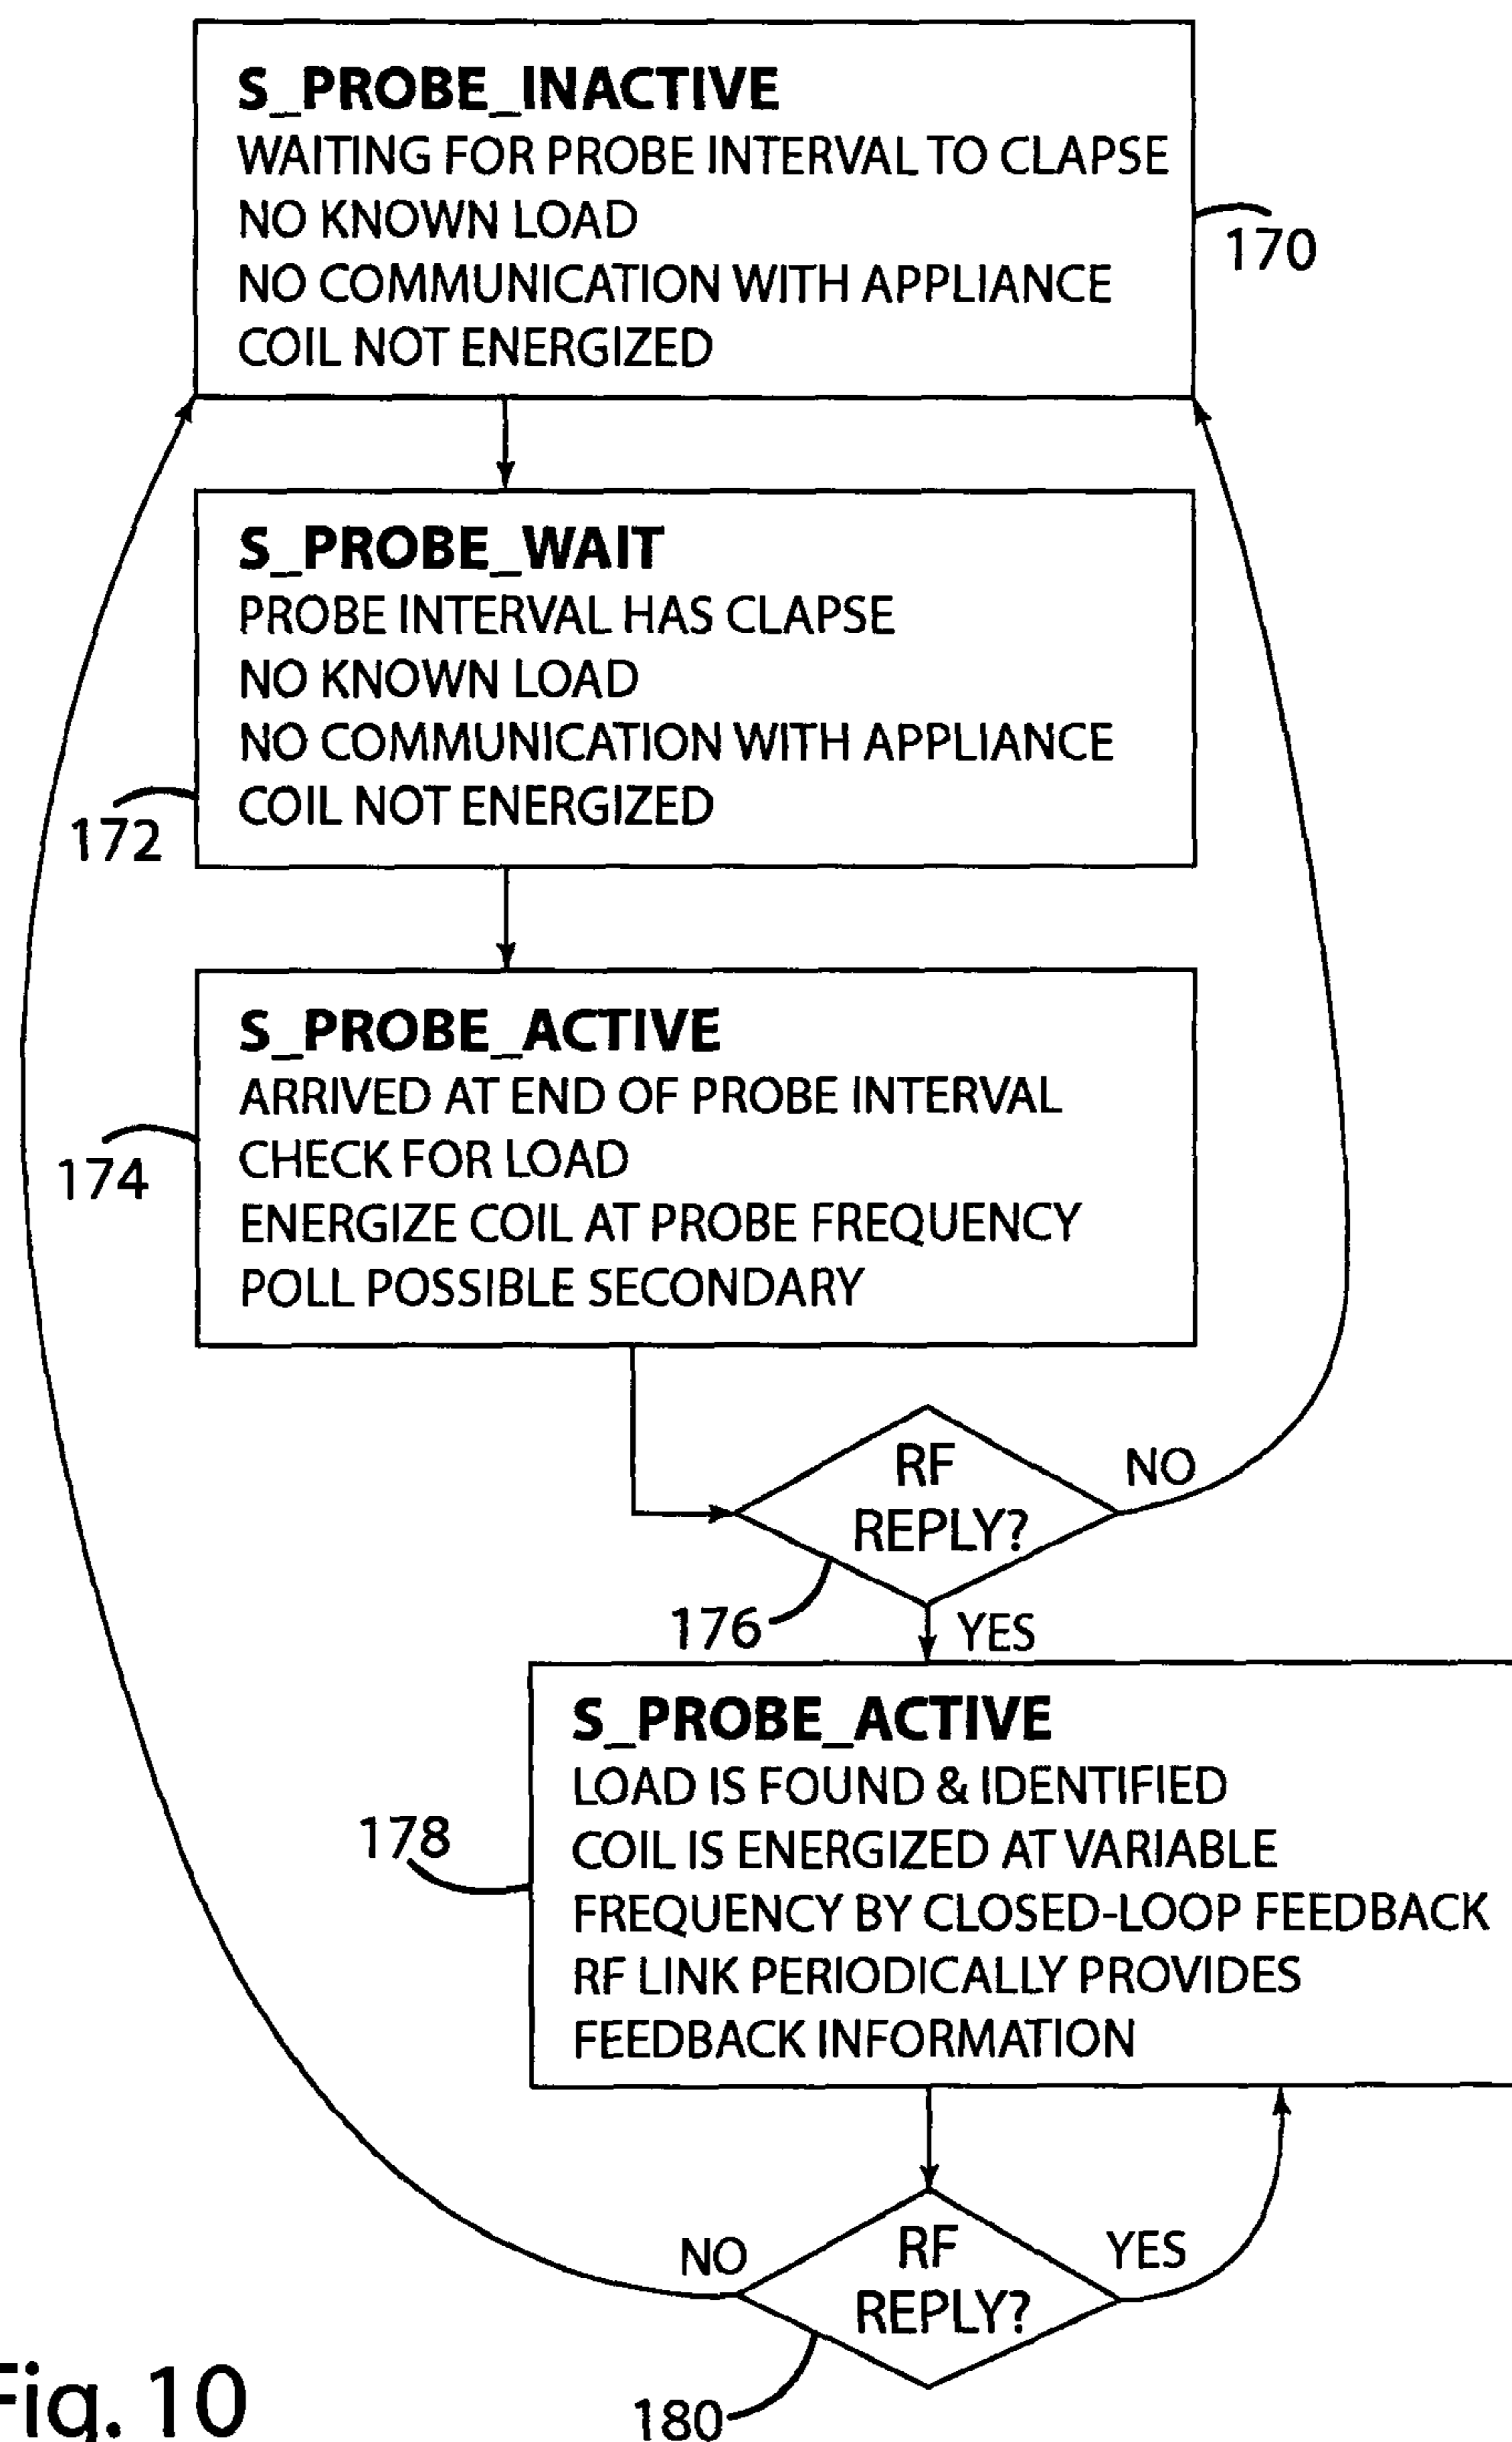 S_PROBE_INACTIVE
WAITING FOR PROBE INTERVAL TO CLAPSE
NO KNOWN LOAD
NO COMMUNICATION WITH APPLIANCE
COIL NOT ENERGIZED
170
S_PROBE_WAIT
PROBE INTERVAL HAS CLAPSE
NO KNOWN LOAD
NO COMMUNICATION WITH APPLIANCE
COIL NOT ENERGIZED
172
S_PROBE_ACTIVE
ARRIVED AT END OF PROBE INTERVAL
CHECK FOR LOAD
ENERGIZE COIL AT PROBE FREQUENCY
POLL POSSIBLE SECONDARY
174
RF
REPLY?
NO
176
YES
S_PROBE_ACTIVE
LOAD IS FOUND & IDENTIFIED
COIL IS ENERGIZED AT VARIABLE
FREQUENCY BY CLOSED-LOOP FEEDBACK
RF LINK PERIODICALLY PROVIDES
FEEDBACK INFORMATION
178
NO
RF
REPLY?
YES
180
Fig. 10